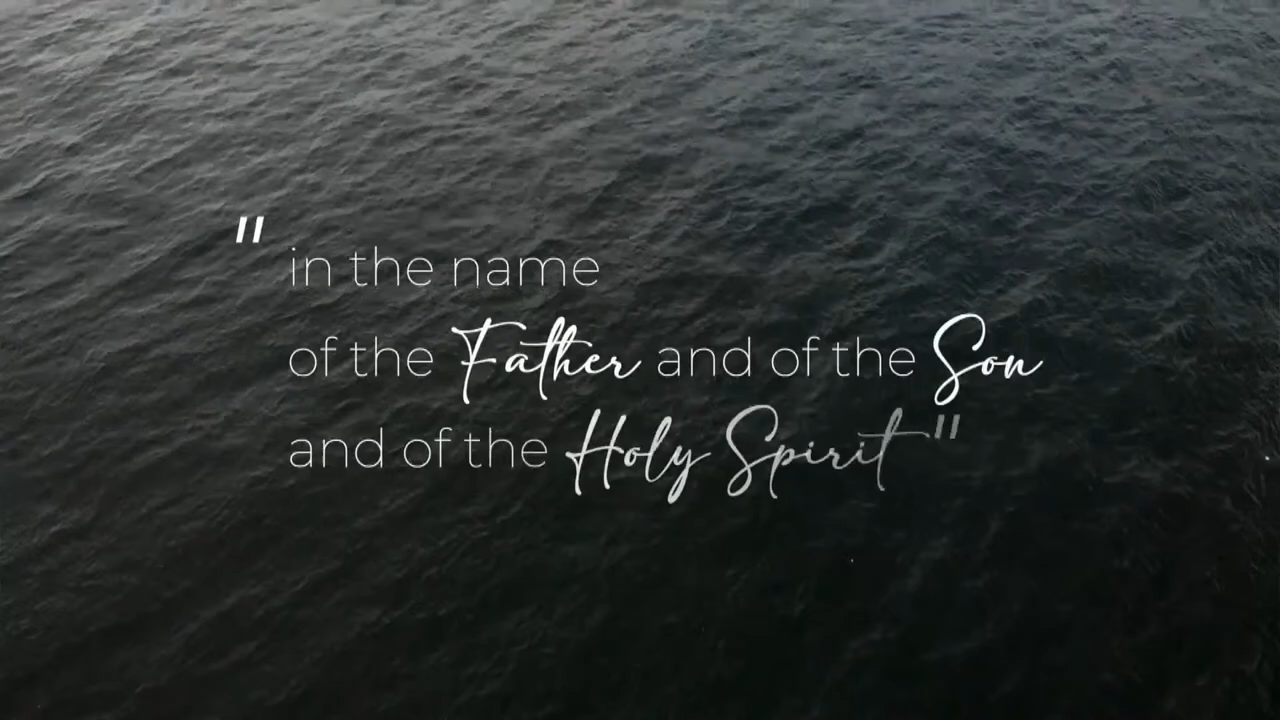 "in the name
of the Father and of the Son
and of the Holy Spirit"